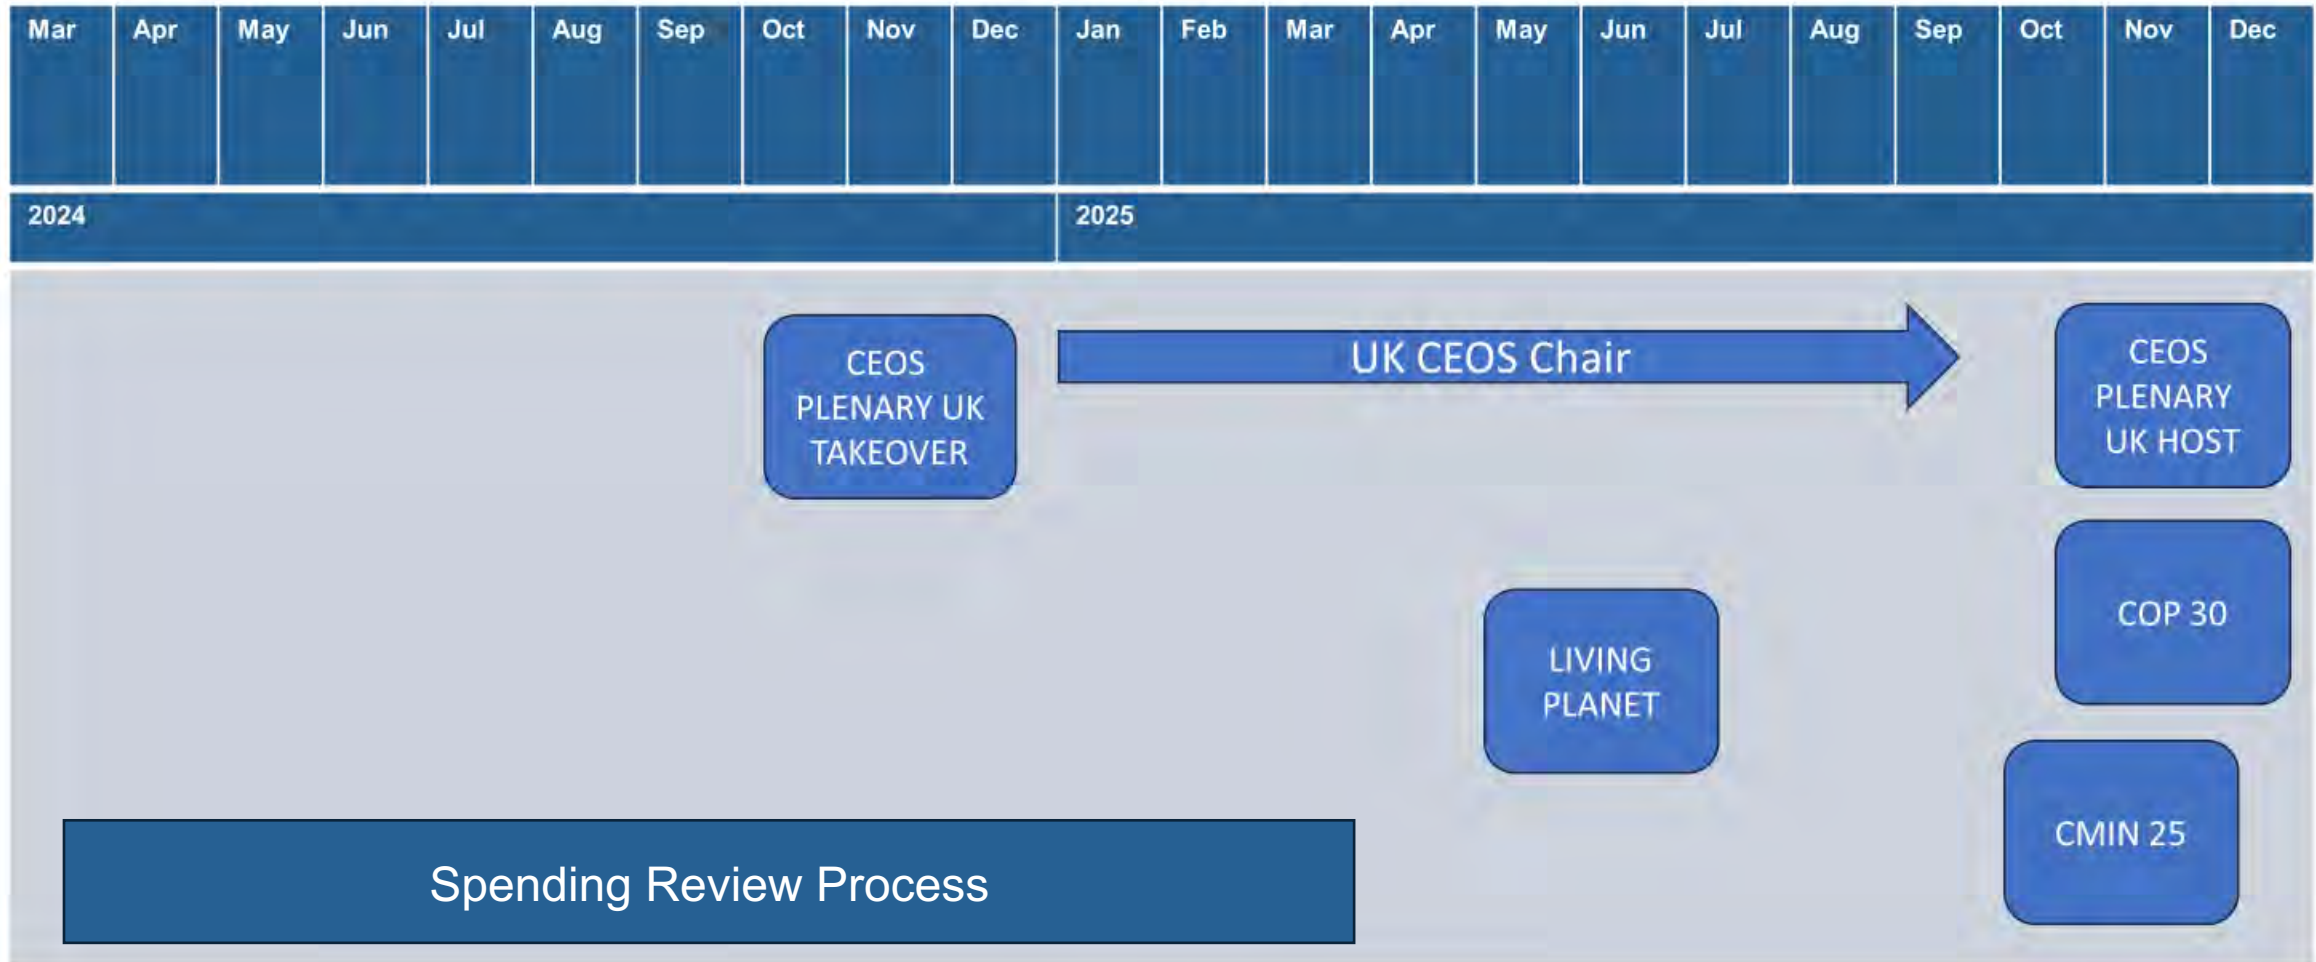 Mar Apr May Jun Jul Aug Sep Oct Nov Dec Jan Feb Mar Apr May Jun Jul Aug Sep Oct Nov Dec
2024 2025
CEOS
PLENARY UK
TAKEOVER
UK CEOS Chair
CEOS
PLENARY
UK HOST
COP 30
LIVING
PLANET
CMIN 25
Spending Review Process